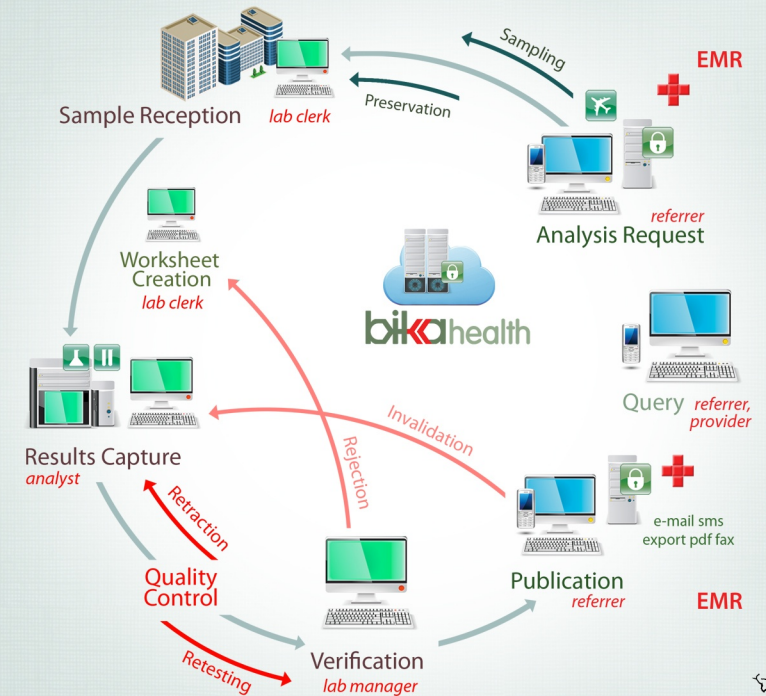 Sampling
EMR
Preservation
Sample Reception
lab clerk
referrer
Analysis Request
Worksheet
Creation
lab clerk
bikahealth
Query
referrer,
provider
Invalidation
Rejection
Results Capture
analyst
Retraction
e-mail sms
export pdf fax
Quality
Control
Publication
referrer
EMR
Retesting
Verification
lab manager